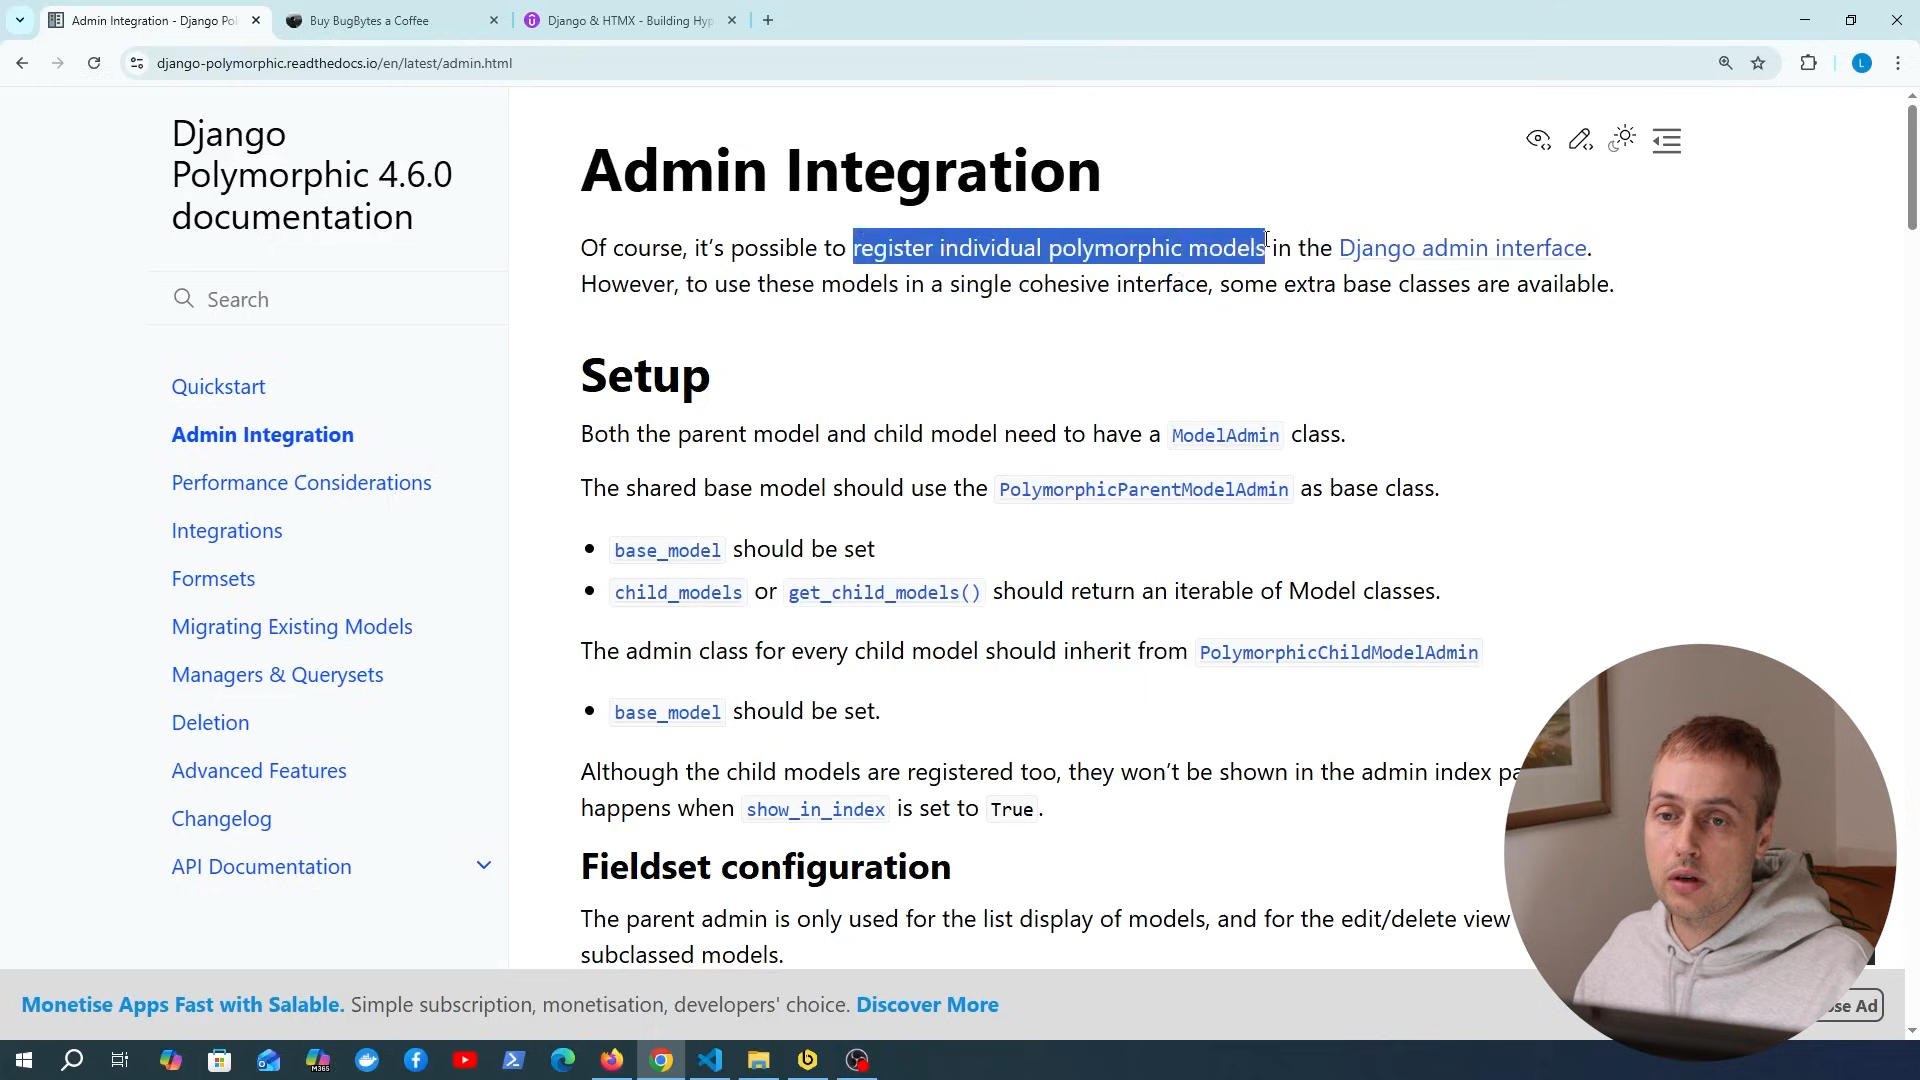 Admin Integration - Django Pol
Buy BugBytes a Coffee
Django & HTMX - Building Hyp
django-polymorphic.readthedocs.io/en/latest/admin.html
L
Django
Polymorphic 4.6.0
documentation
Search
Quickstart
Admin Integration
Performance Considerations
Integrations
Formsets
Migrating Existing Models
Managers & Querysets
Deletion
Advanced Features
Changelog
API Documentation
Admin Integration
Of course, it's possible to register individual polymorphic models in the Django admin interface.
However, to use these models in a single cohesive interface, some extra base classes are available.
Setup
Both the parent model and child model need to have a ModelAdmin class.
The shared base model should use the PolymorphicParentModelAdmin as base class.
• base_model should be set
• child_models or get_child_models() should return an iterable of Model classes.
The admin class for every child model should inherit from PolymorphicChildModelAdmin
• base_model should be set.
Although the child models are registered too, they won't be shown in the admin index pa
happens when show_in_index is set to True.
Fieldset configuration
The parent admin is only used for the list display of models, and for the edit/delete view
subclassed models.
Monetise Apps Fast with Salable. Simple subscription, monetisation, developers' choice. Discover More
ose Ad
M365